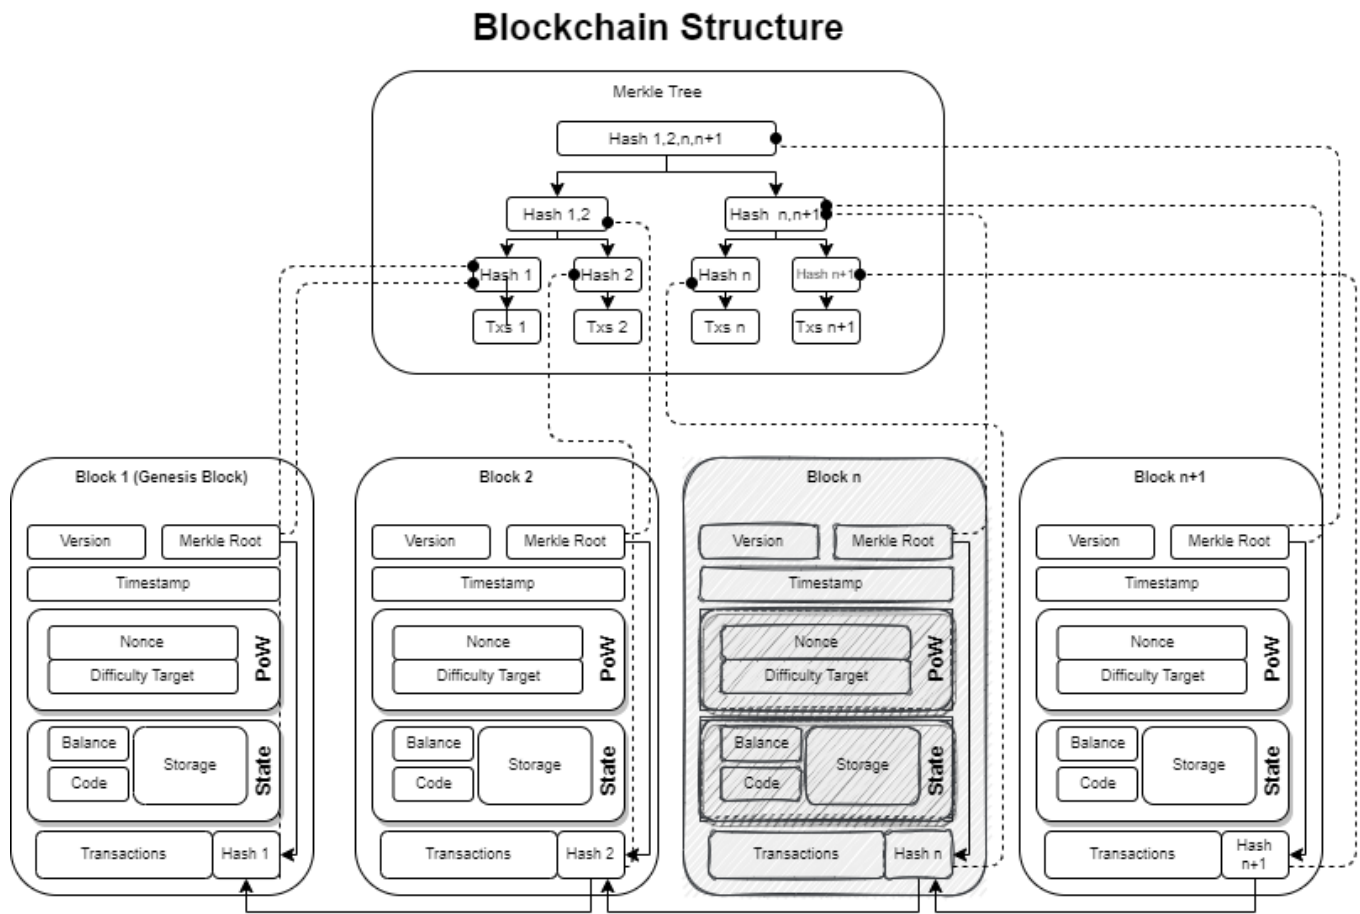 Blockchain Structure
Merkle Tree
Hash 1,2,n,n+1
Hash 1,2
Hash n,n+1
Hash 1
Hash 2
Hash n
Hash n+1
Txs 1
Txs 2
Txs n
Txs n+1
Block 1 (Genesis Block)
Version
Merkle Root
Timestamp
Nonce
Difficulty Target
PoW
Balance
Code
Storage
State
Transactions
Hash 1
Block 2
Version
Merkle Root
Timestamp
Nonce
Difficulty Target
PoW
Balance
Code
Storage
State
Transactions
Hash 2
Block n
Version
Merkle Root
Timestamp
Nonce
Difficulty Target
PoW
Balance
Code
Storage
State
Transactions
Hash n
Block n+1
Version
Merkle Root
Timestamp
Nonce
Difficulty Target
PoW
Balance
Code
Storage
State
Transactions
Hash
n+1